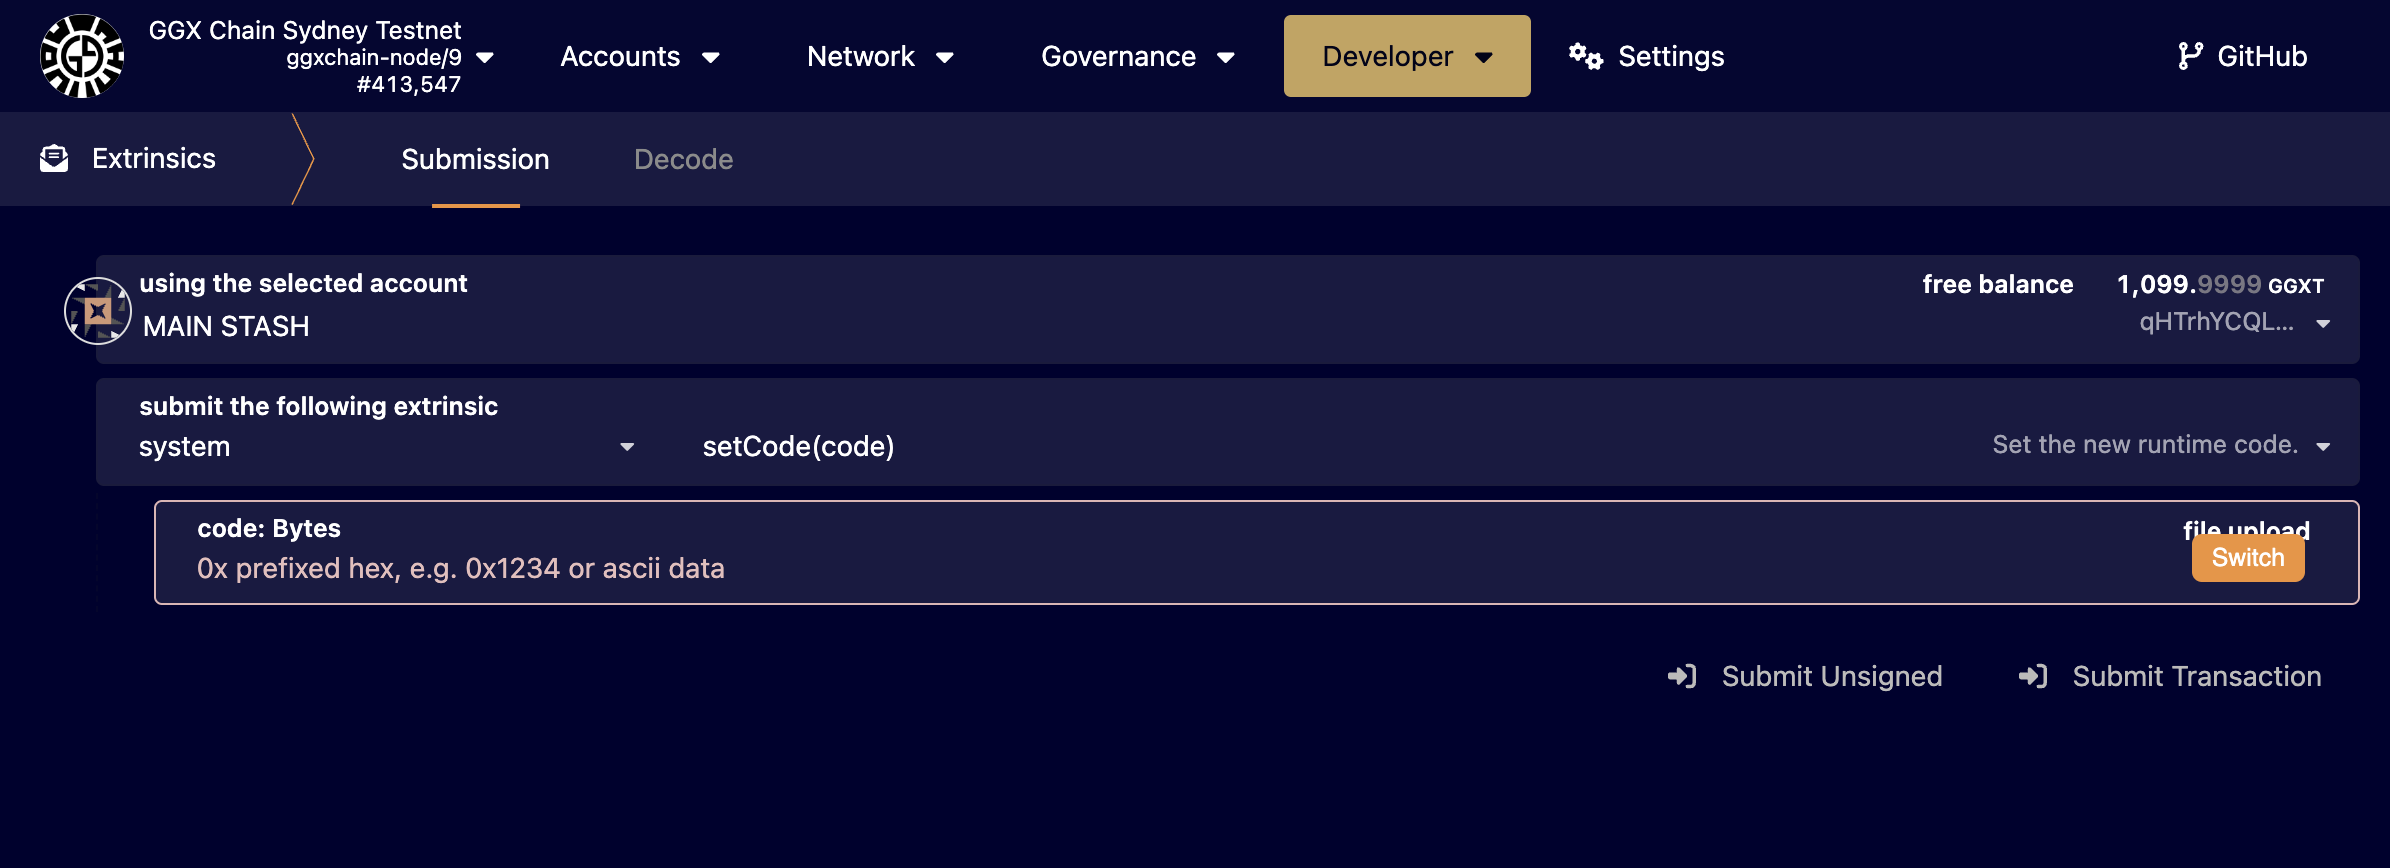 GGX Chain Sydney Testnet
ggxchain-node/9
#413,547
Accounts
Network
Governance
Developer
Settings
GitHub
Extrinsics
Submission
Decode
using the selected account
MAIN STASH
free balance 1,099.9999 GGXT
qHTrhYCQL...
submit the following extrinsic
system
setCode(code)
Set the new runtime code.
code: Bytes
0x prefixed hex, e.g. 0x1234 or ascii data
file upload
Switch
Submit Unsigned
Submit Transaction